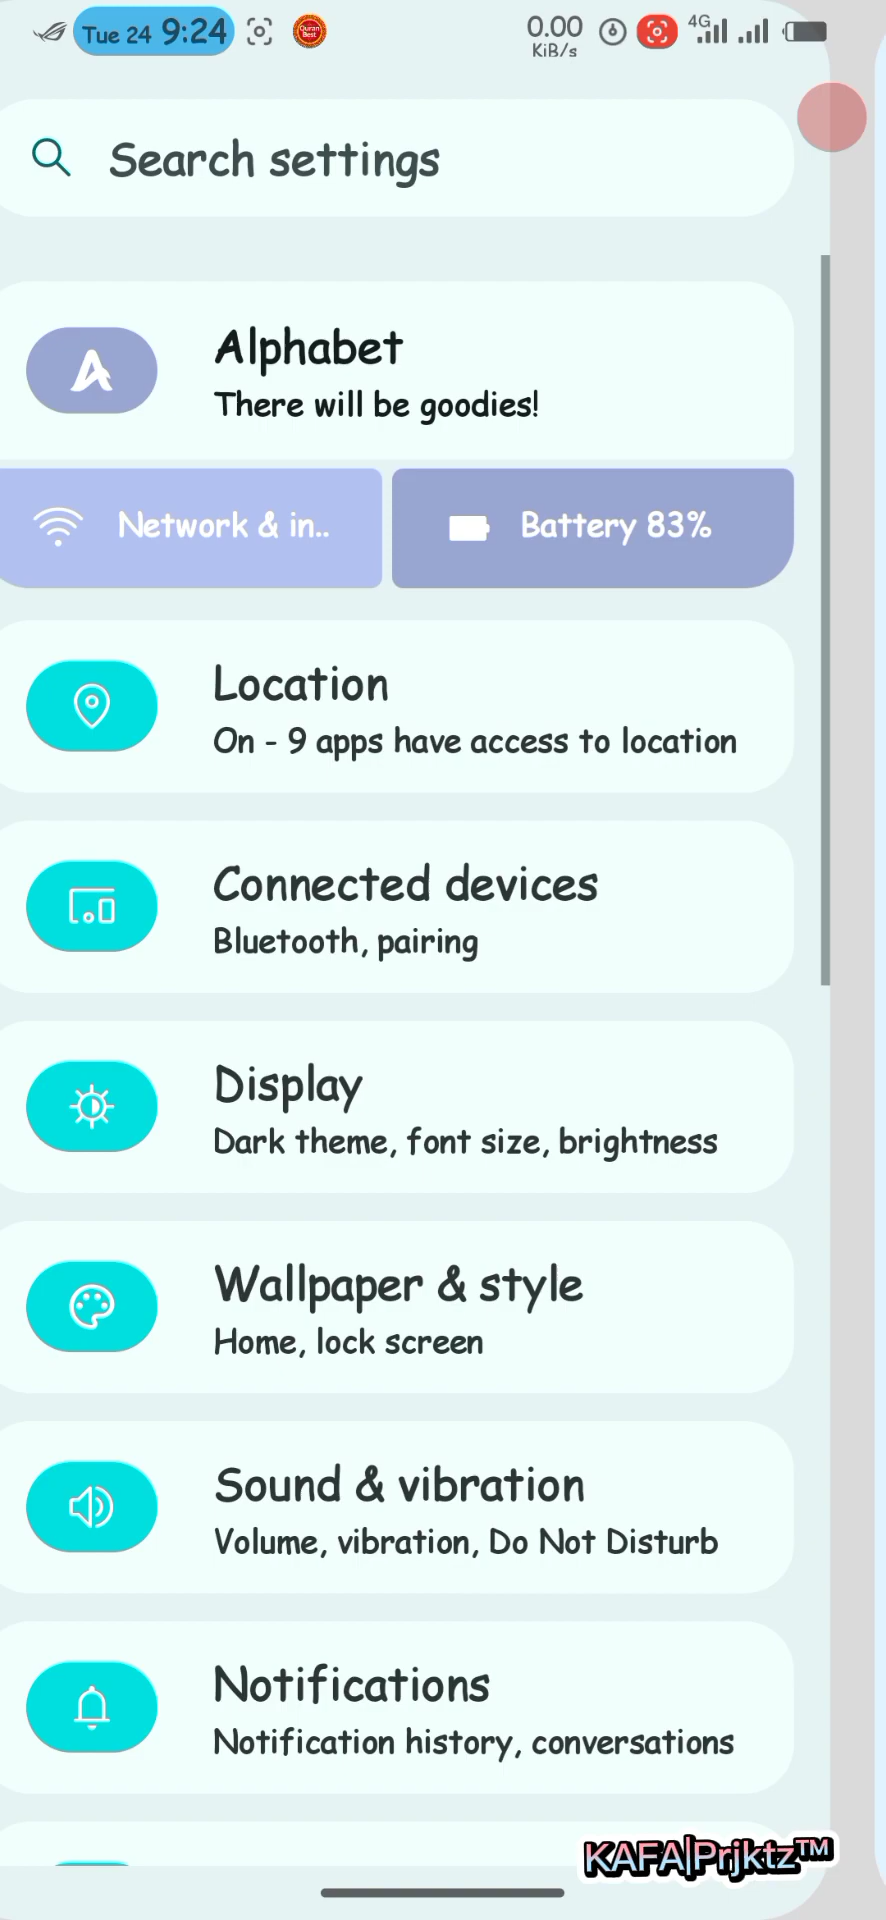 Tue 24 9:24
Quran Best
0.00
KiB/s
4G
Search settings
Alphabet
There will be goodies!
Network & in..
Battery 83%
Location
On - 9 apps have access to location
Connected devices
Bluetooth, pairing
Display
Dark theme, font size, brightness
Wallpaper & style
Home, lock screen
Sound & vibration
Volume, vibration, Do Not Disturb
Notifications
Notification history, conversations
KAFA|Prjktz™